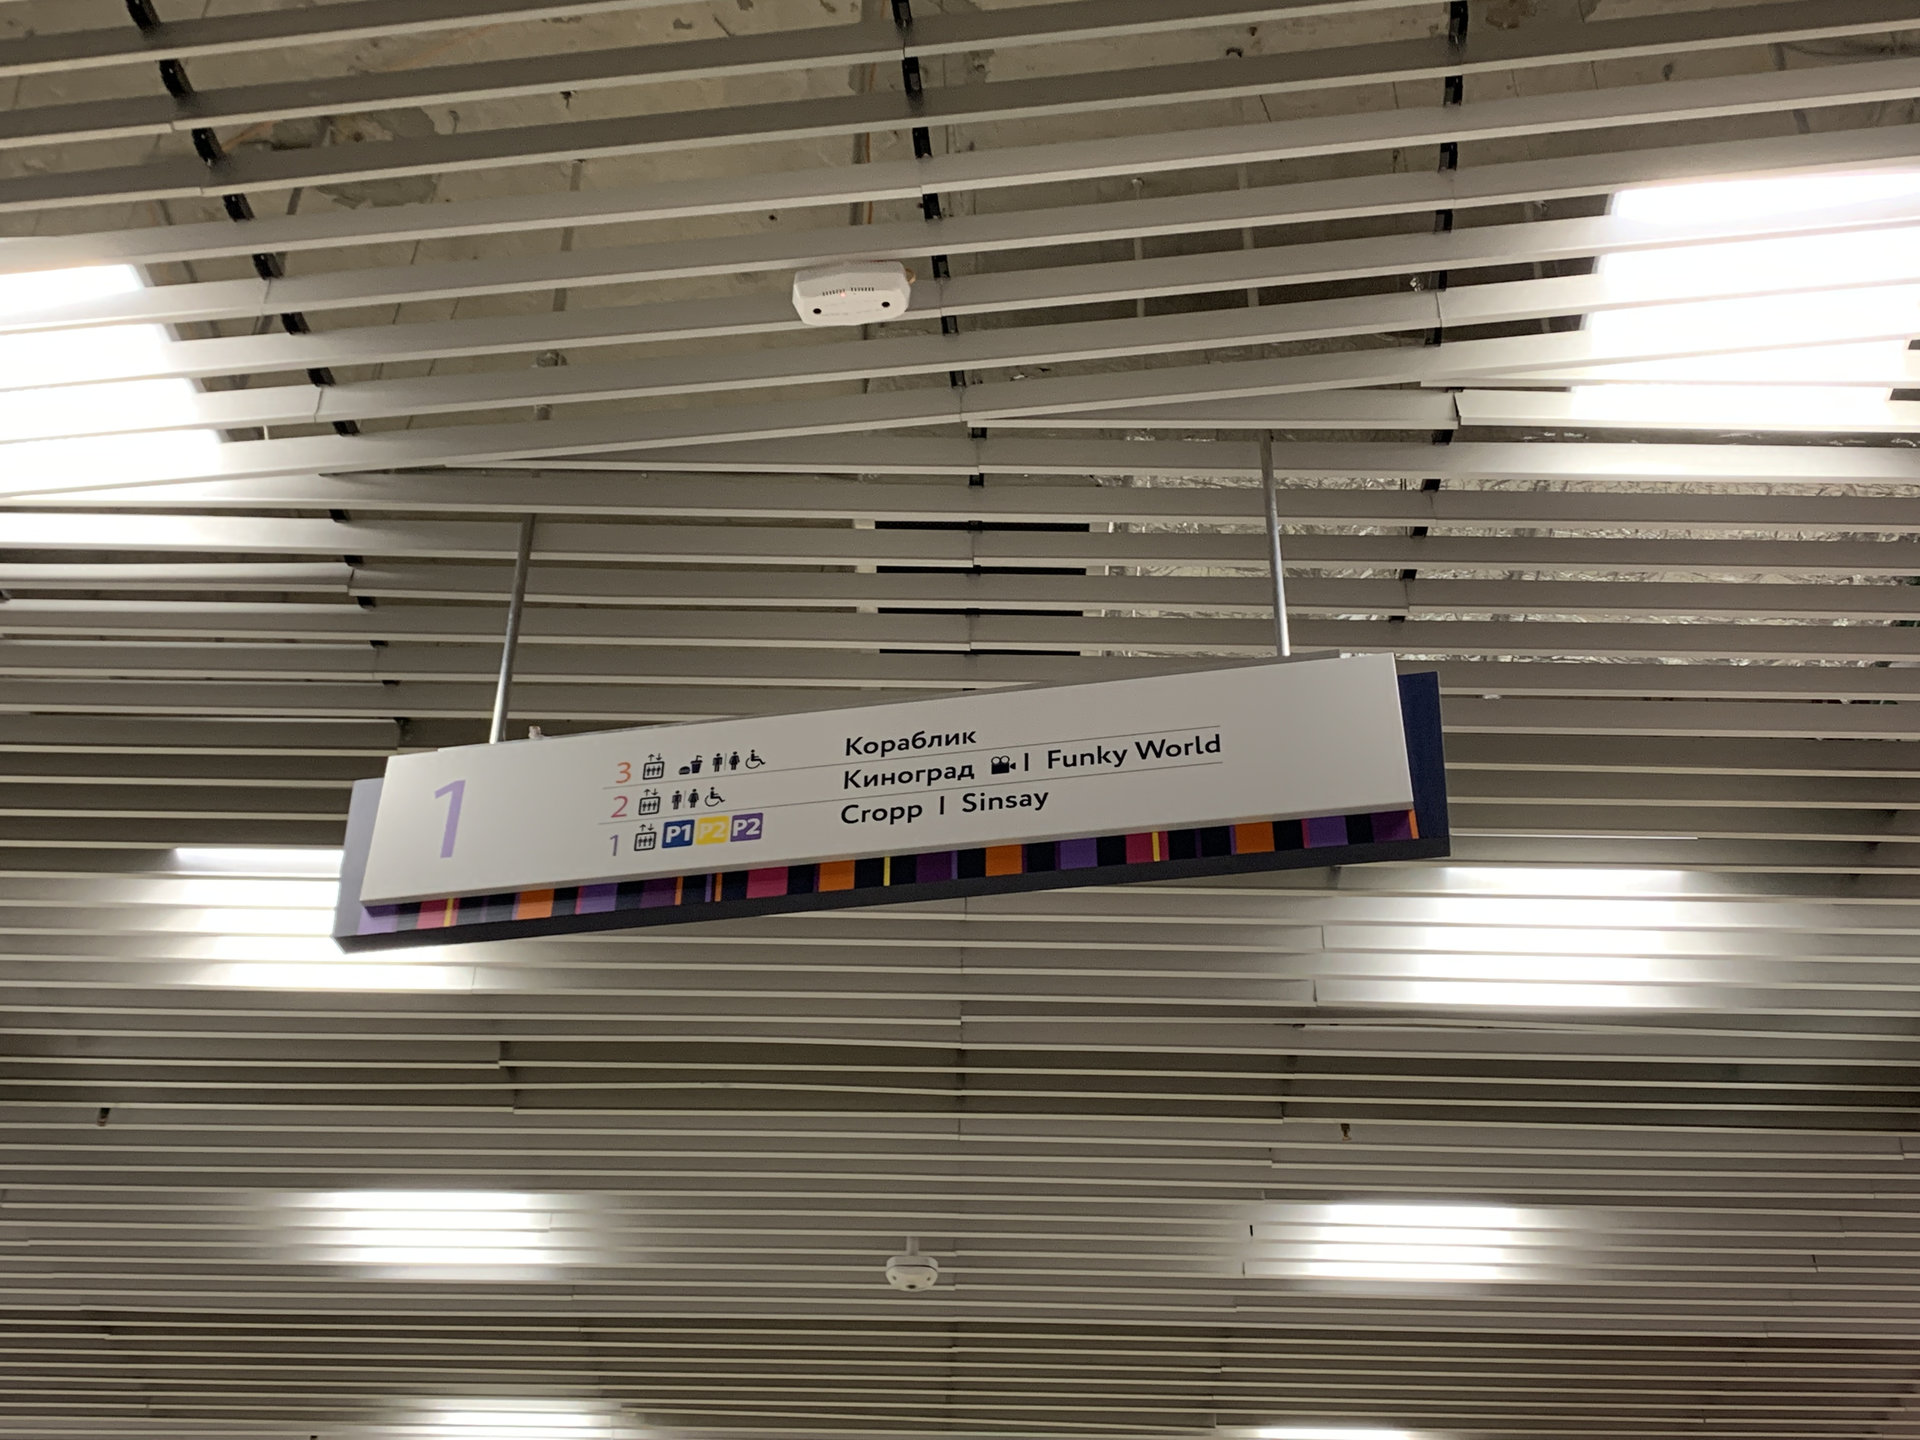 1
3 Кораблик
2 Киноград | Funky World
1 P1 P2 P2 Cropp | Sinsay